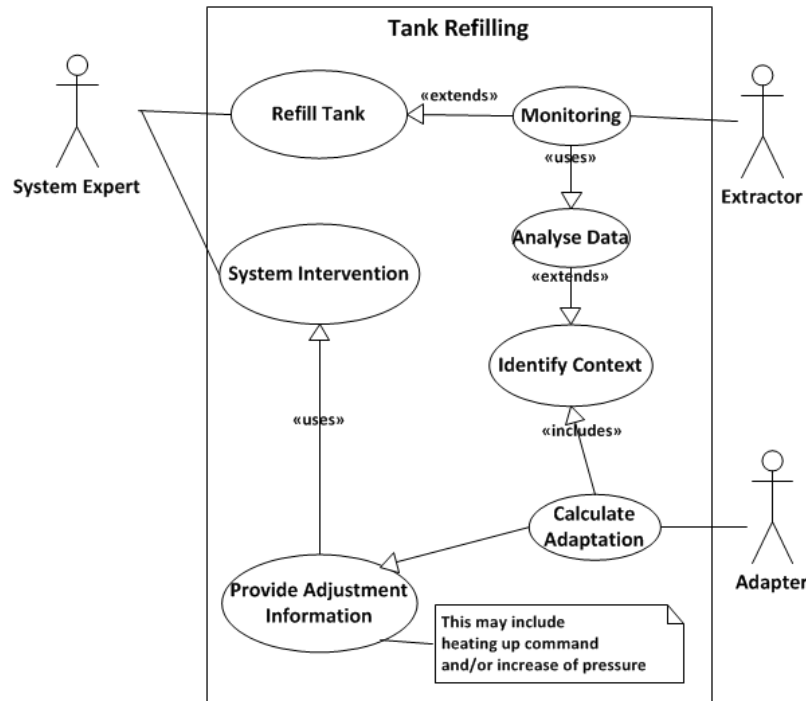 Tank Refilling
System Expert
Refill Tank
«extends»
Monitoring
Extractor
«uses»
Analyse Data
«extends»
System Intervention
Identify Context
«uses»
«includes»
Calculate
Adaptation
Adapter
Provide Adjustment
Information
This may include
heating up command
and/or increase of pressure